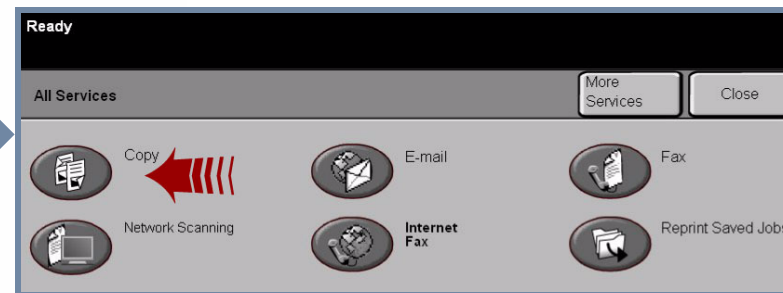 Ready
All Services
More
Services
Close
Copy
E-mail
Fax
Network Scanning
Internet
Fax
Reprint Saved Jobs